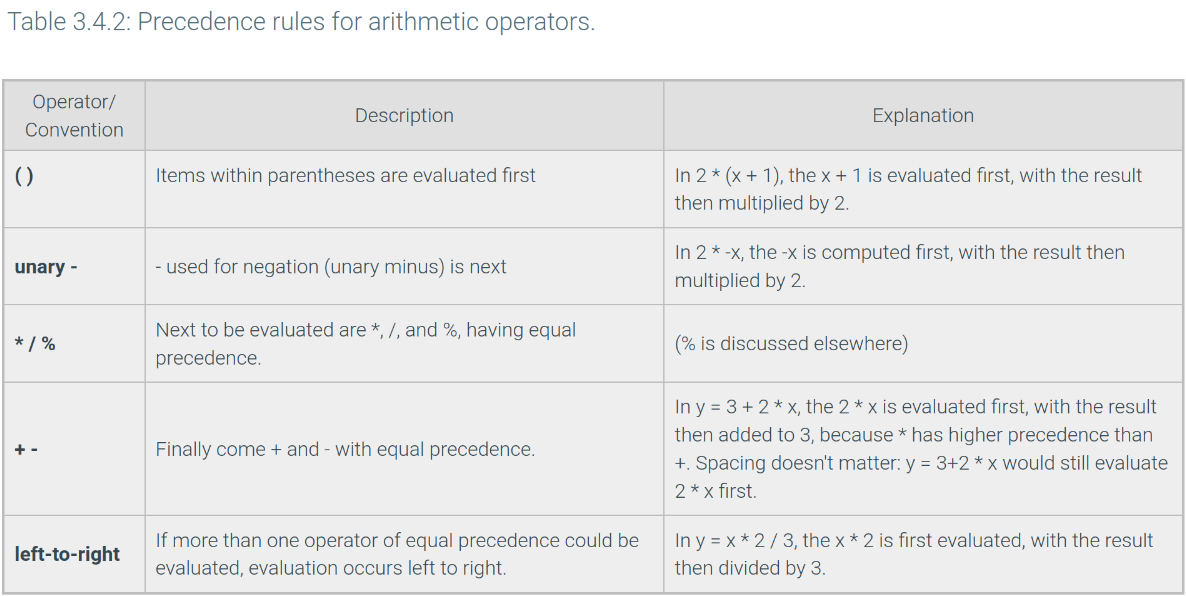 Table 3.4.2: Precedence rules for arithmetic operators.
Operator/
Convention
Description
Explanation
( )
Items within parentheses are evaluated first
In 2 * (x + 1), the x + 1 is evaluated first, with the result
then multiplied by 2.
unary -
- used for negation (unary minus) is next
In 2 * -x, the -x is computed first, with the result then
multiplied by 2.
* / %
Next to be evaluated are *, /, and %, having equal
precedence.
(% is discussed elsewhere)
+ -
Finally come + and - with equal precedence.
In y = 3 + 2 * x, the 2 * x is evaluated first, with the result
then added to 3, because * has higher precedence than
+. Spacing doesn't matter: y = 3+2 * x would still evaluate
2 * x first.
left-to-right
If more than one operator of equal precedence could be
evaluated, evaluation occurs left to right.
In y = x * 2 / 3, the x * 2 is first evaluated, with the result
then divided by 3.